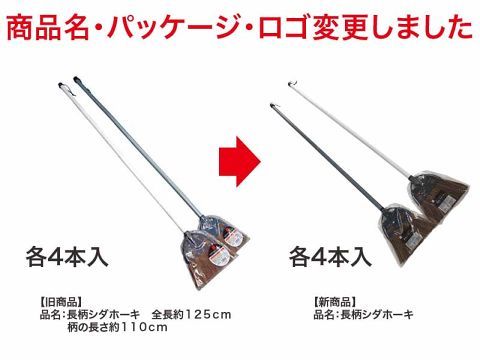 商品名・パッケージ・ロゴ変更しました
各4本入
各4本入
【旧商品】
品名：長柄シダホーキ　全長約125cm
柄の長さ約110cm
【新商品】
品名：長柄シダホーキ